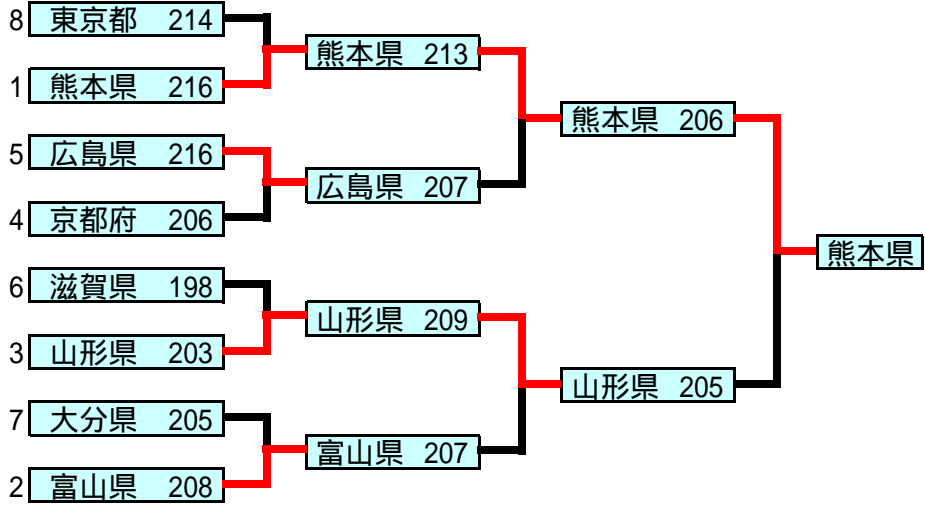 8 東京都 214
熊本県 213
1 熊本県 216
熊本県 206
5 広島県 216
広島県 207
4 京都府 206
熊本県
6 滋賀県 198
山形県 209
3 山形県 203
山形県 205
7 大分県 205
富山県 207
2 富山県 208